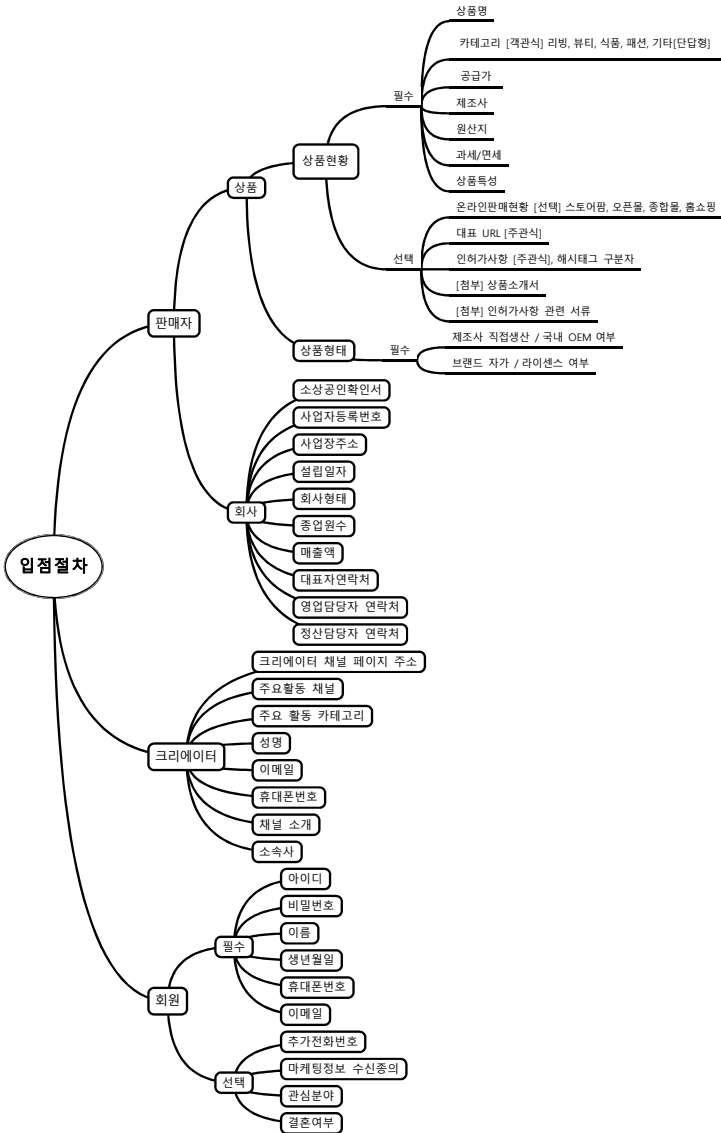 상품명
카테고리 [객관식] 리빙, 뷰티, 식품, 패션, 기타[단답형]
공급가
필수
제조사
원산지
상품현황
과세/면세
상품
상품특성
온라인판매현황 [선택] 스토어팜, 오픈몰, 종합몰, 홈쇼핑
대표 URL [주관식]
선택
인허가사항 [주관식], 해시태그 구분자
[첨부] 상품소개서
[첨부] 인허가사항 관련 서류
판매자
제조사 직접생산 / 국내 OEM 여부
상품형태
필수
브랜드 자가 / 라이센스 여부
소상공인확인서
사업자등록번호
사업장주소
설립일자
회사형태
회사
종업원수
매출액
입점절차
대표자연락처
영업담당자 연락처
정산담당자 연락처
크리에이터 채널 페이지 주소
주요활동 채널
주요 활동 카테고리
성명
크리에이터
이메일
휴대폰번호
채널 소개
소속사
아이디
비밀번호
이름
필수
생년월일
휴대폰번호
회원
이메일
추가전화번호
마케팅정보 수신종의
선택
관심분야
결혼여부